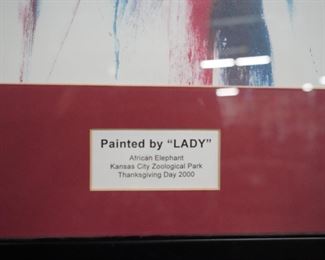 Painted by “LADY”
African Elephant
Kansas City Zoological Park
Thanksgiving Day 2000